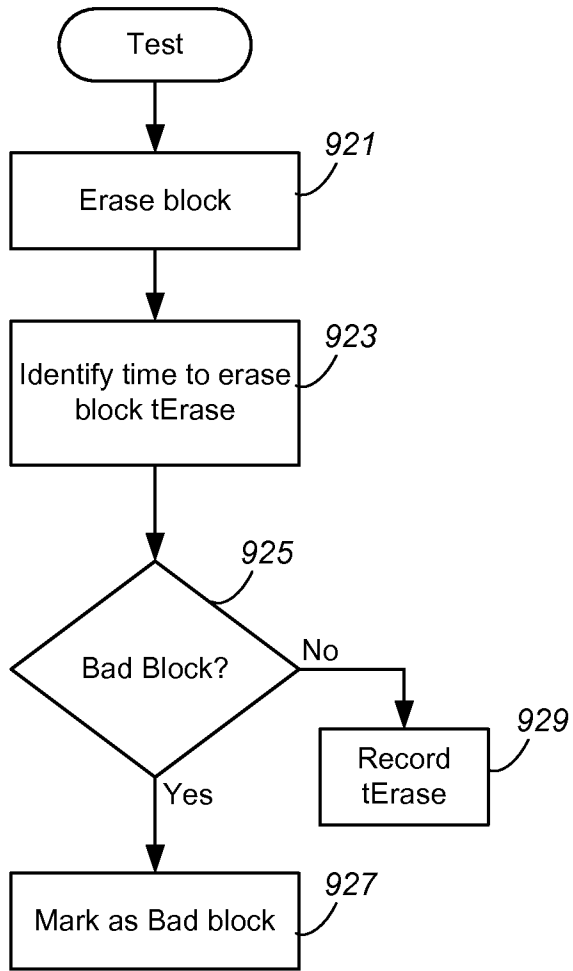 Test
921
Erase block
923
Identify time to erase
block tErase
925
Bad Block?
No
929
Record
tErase
Yes
927
Mark as Bad block